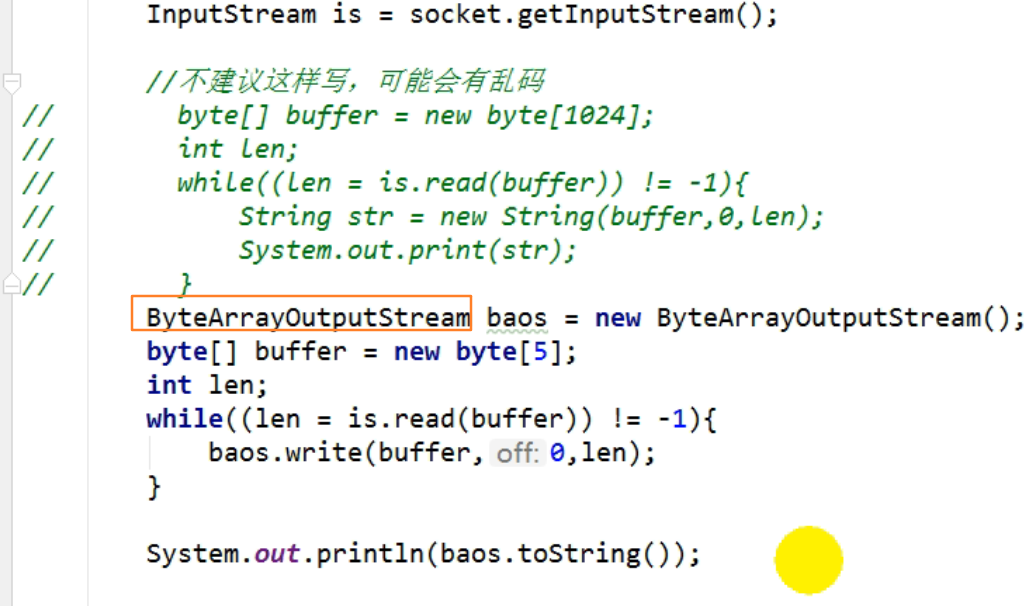 InputStream is = socket.getInputStream();
//不建议这样写，可能会有乱码
// byte[] buffer = new byte[1024];
// int len;
// while((len = is.read(buffer)) != -1){
// String str = new String(buffer,0,len);
// System.out.print(str);
// }
ByteArrayOutputStream baos = new ByteArrayOutputStream();
byte[] buffer = new byte[5];
int len;
while((len = is.read(buffer)) != -1){
baos.write(buffer, off: 0,len);
}
System.out.println(baos.toString());